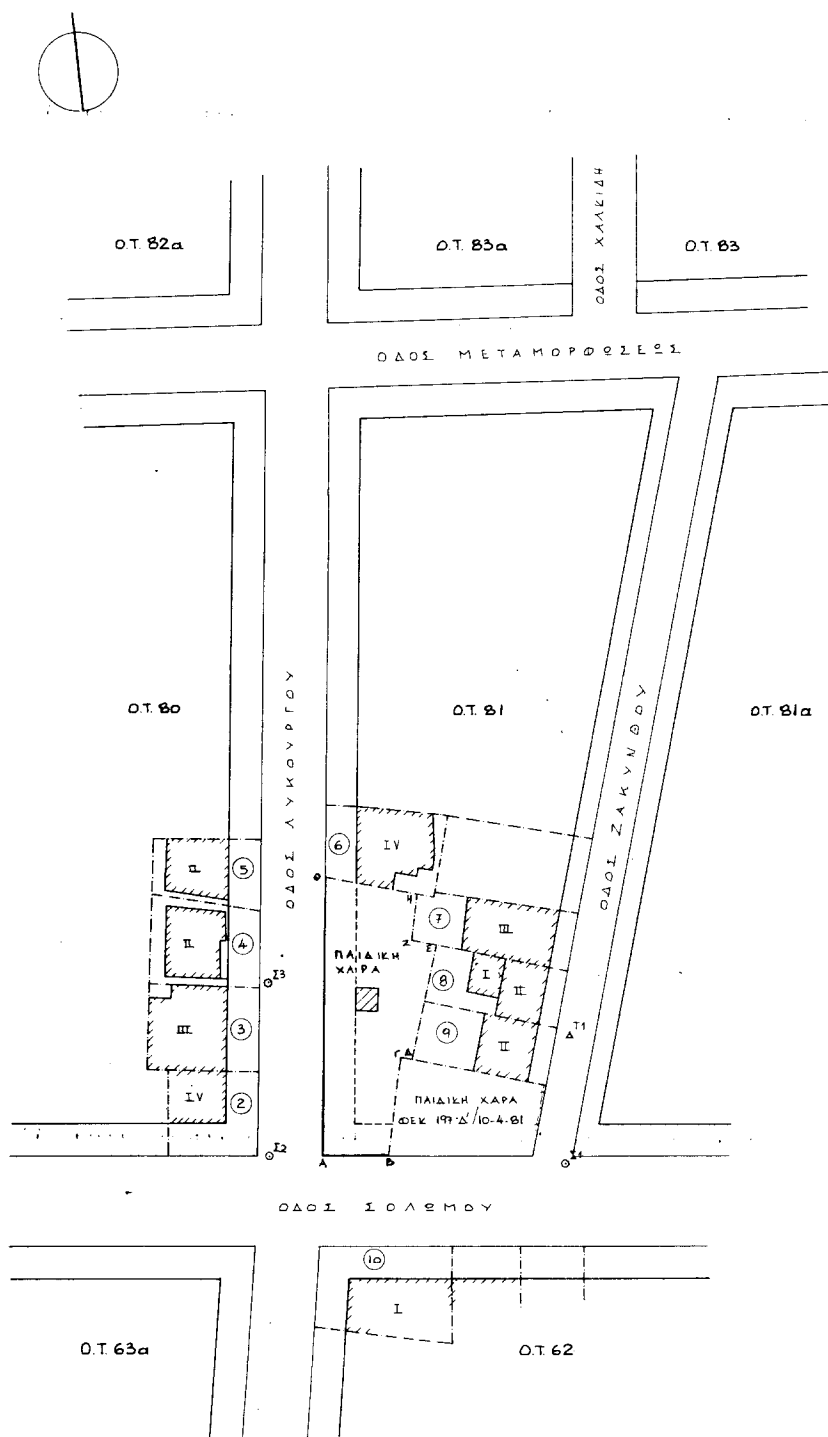 Ο.Τ. 82α
Ο.Τ. 83α
Ο.Τ. 83
ΟΔΟΣ ΧΑΛΚΙΔΗ
ΟΔΟΣ ΜΕΤΑΜΟΡΦΩΣΕΩΣ
Ο.Τ. 80
ΟΔΟΣ ΛΥΚΟΥΡΓΟΥ
Ο.Τ. 81
ΟΔΟΣ ΖΑΚΥΝΘΟΥ
Ο.Τ. 81α
6
IV
II
5
Θ
Η
7
III
II
4
Ζ
Ε
ΠΑΙΔΙΚΗ
ΧΑΡΑ
Σ3
8
I
II
III
3
9
II
Τ1
Γ
Δ
IV
2
ΠΑΙΔΙΚΗ ΧΑΡΑ
ΦΕΚ 197-Δ'/10-4-81
Σ2
Α
Β
Σ1
ΟΔΟΣ ΣΟΛΩΜΟΥ
10
I
Ο.Τ. 63α
Ο.Τ. 62